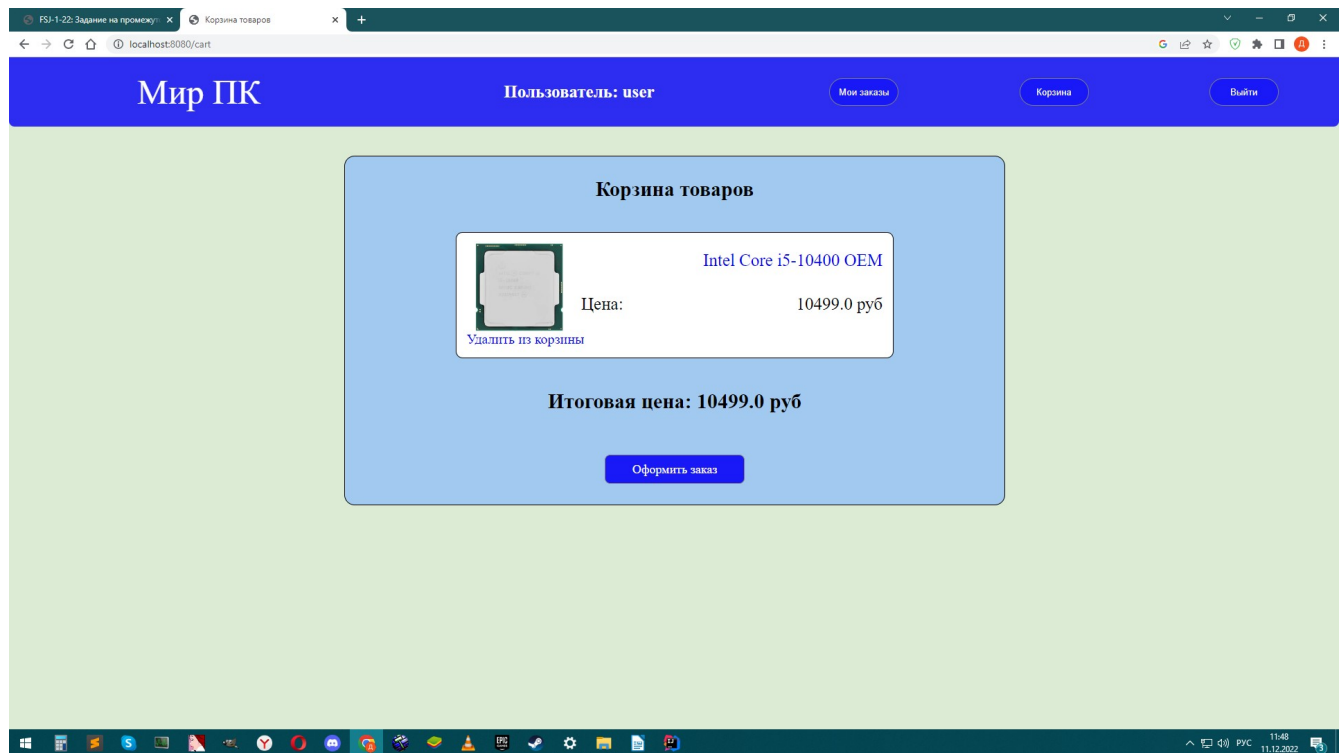 FSJ-1-22: Задание на промежут
Корзина товаров
localhost:8080/cart
Мир ПК
Пользователь: user
Мои заказы
Корзина
Выйти
Корзина товаров
Intel Core i5-10400 OEM
Цена:
10499.0 руб
Удалить из корзины
Итоговая цена: 10499.0 руб
Оформить заказ
РУС
11:48
11.12.2022